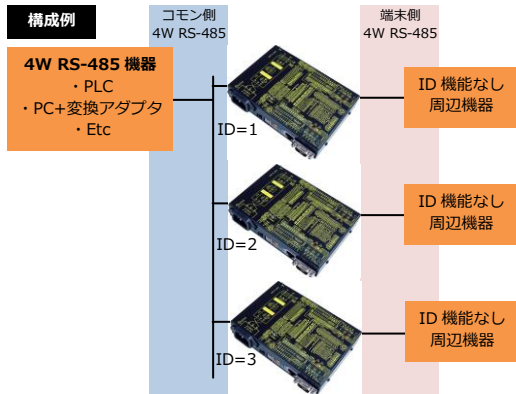 構成例
コモン側
4W RS-485
端末側
4W RS-485
4W RS-485 機器
・PLC
・PC+変換アダプタ
・Etc
ID=1
ID 機能なし
周辺機器
ID=2
ID 機能なし
周辺機器
ID=3
ID 機能なし
周辺機器